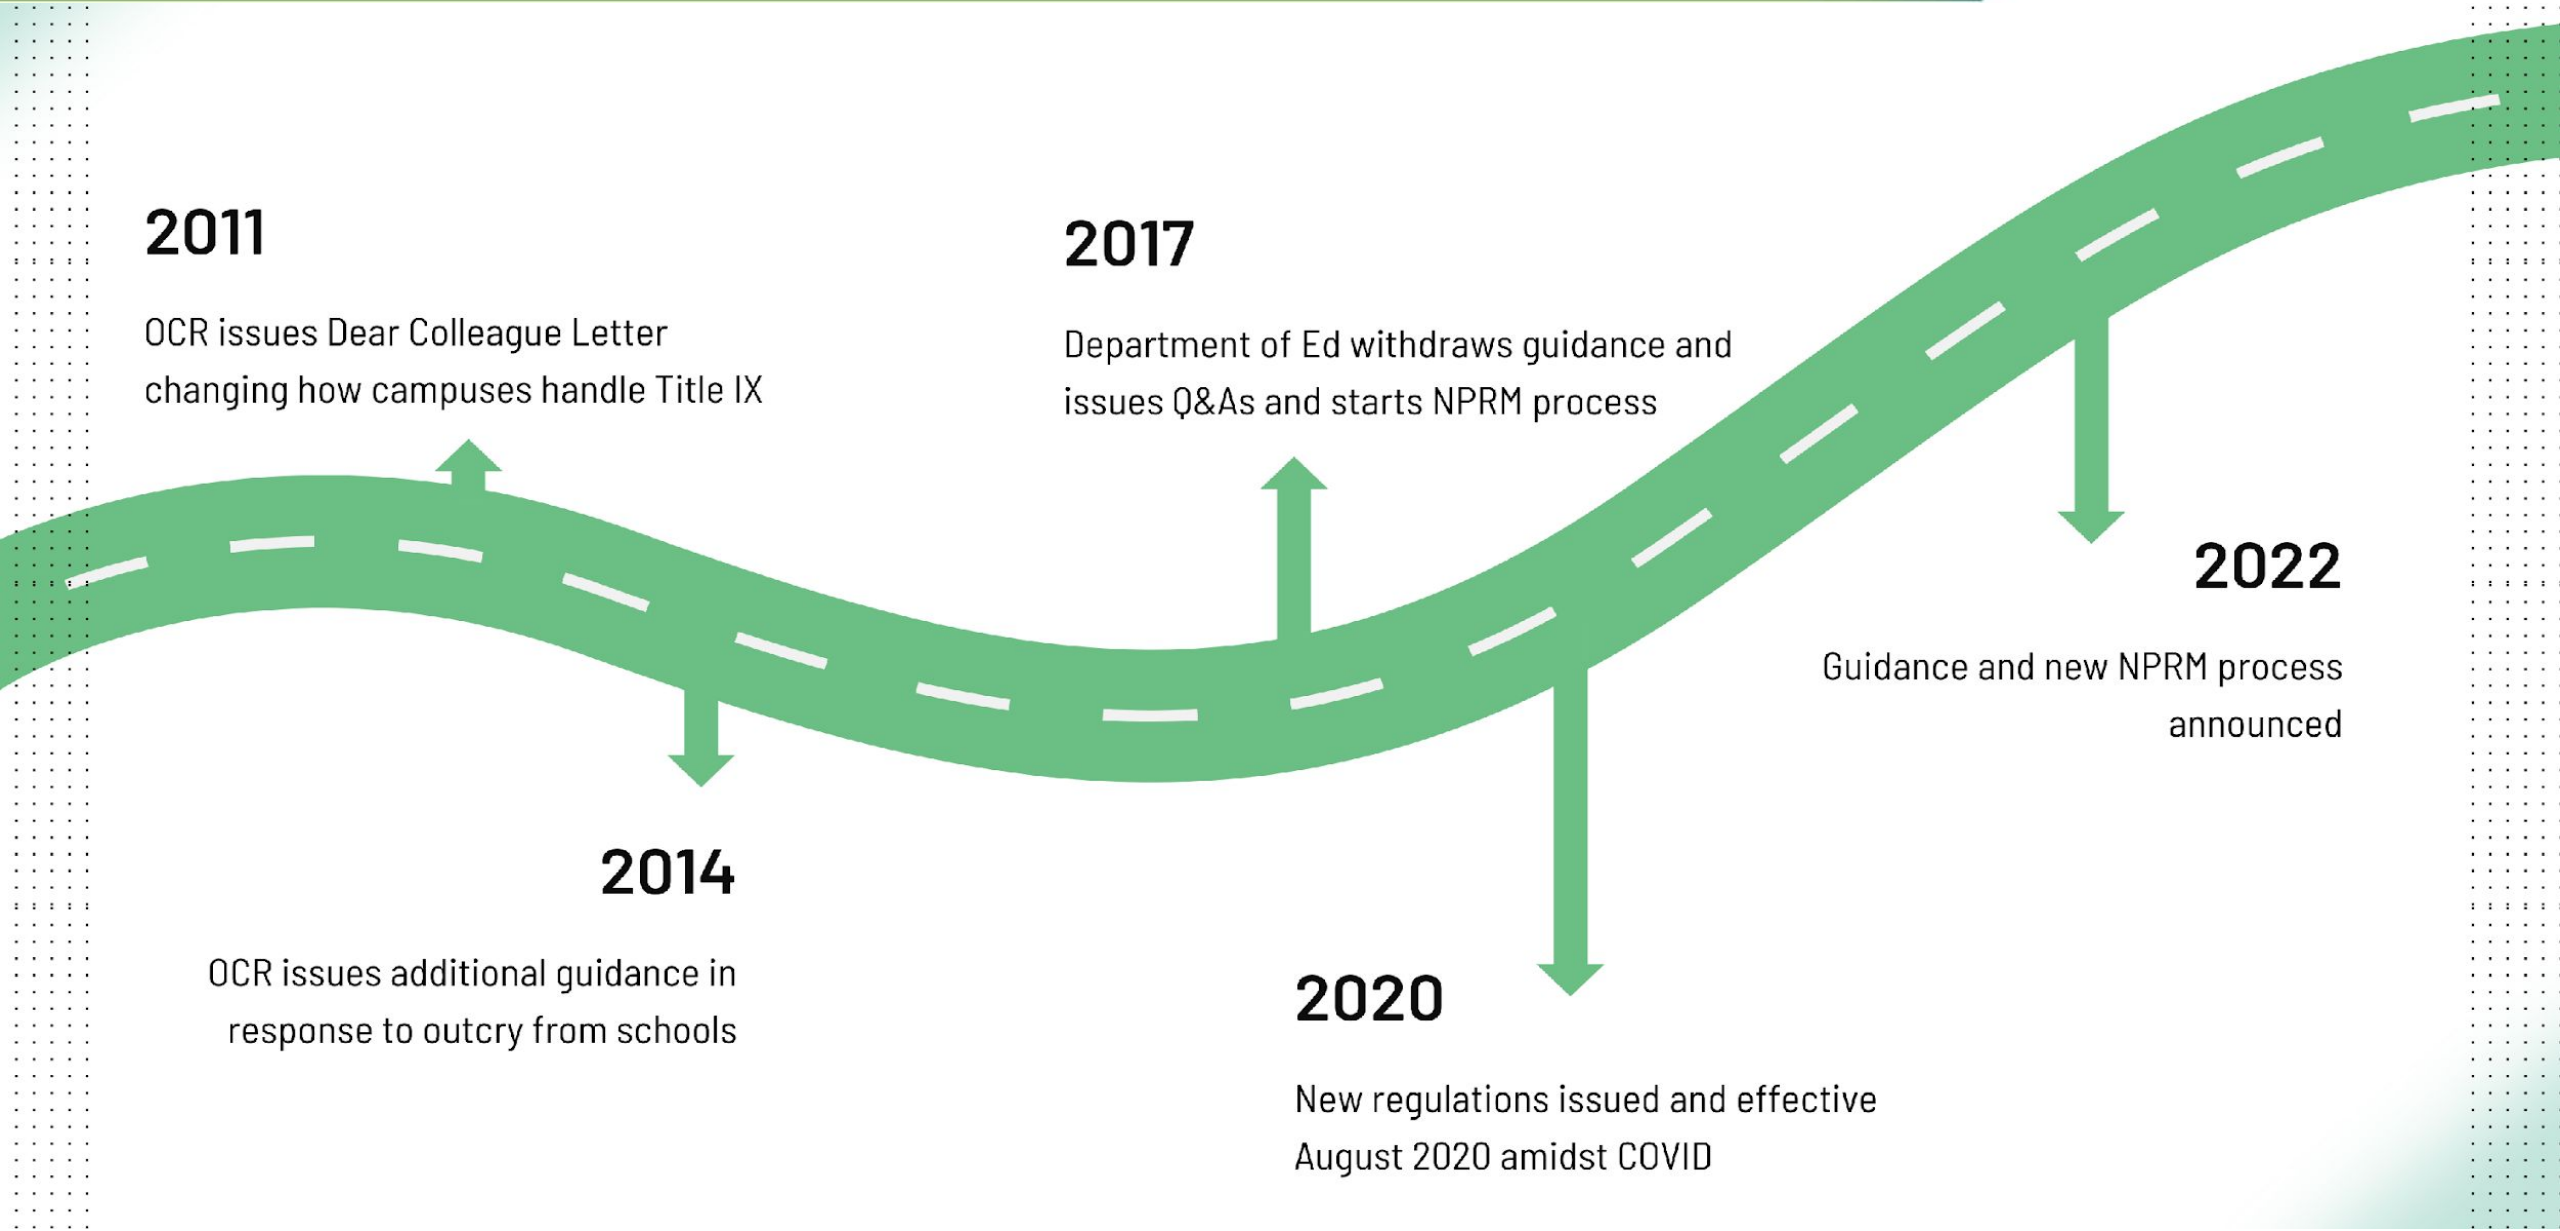 2011
OCR issues Dear Colleague Letter
changing how campuses handle Title IX
2014
OCR issues additional guidance in
response to outcry from schools
2017
Department of Ed withdraws guidance and
issues Q&As and starts NPRM process
2020
New regulations issued and effective
August 2020 amidst COVID
2022
Guidance and new NPRM process
announced